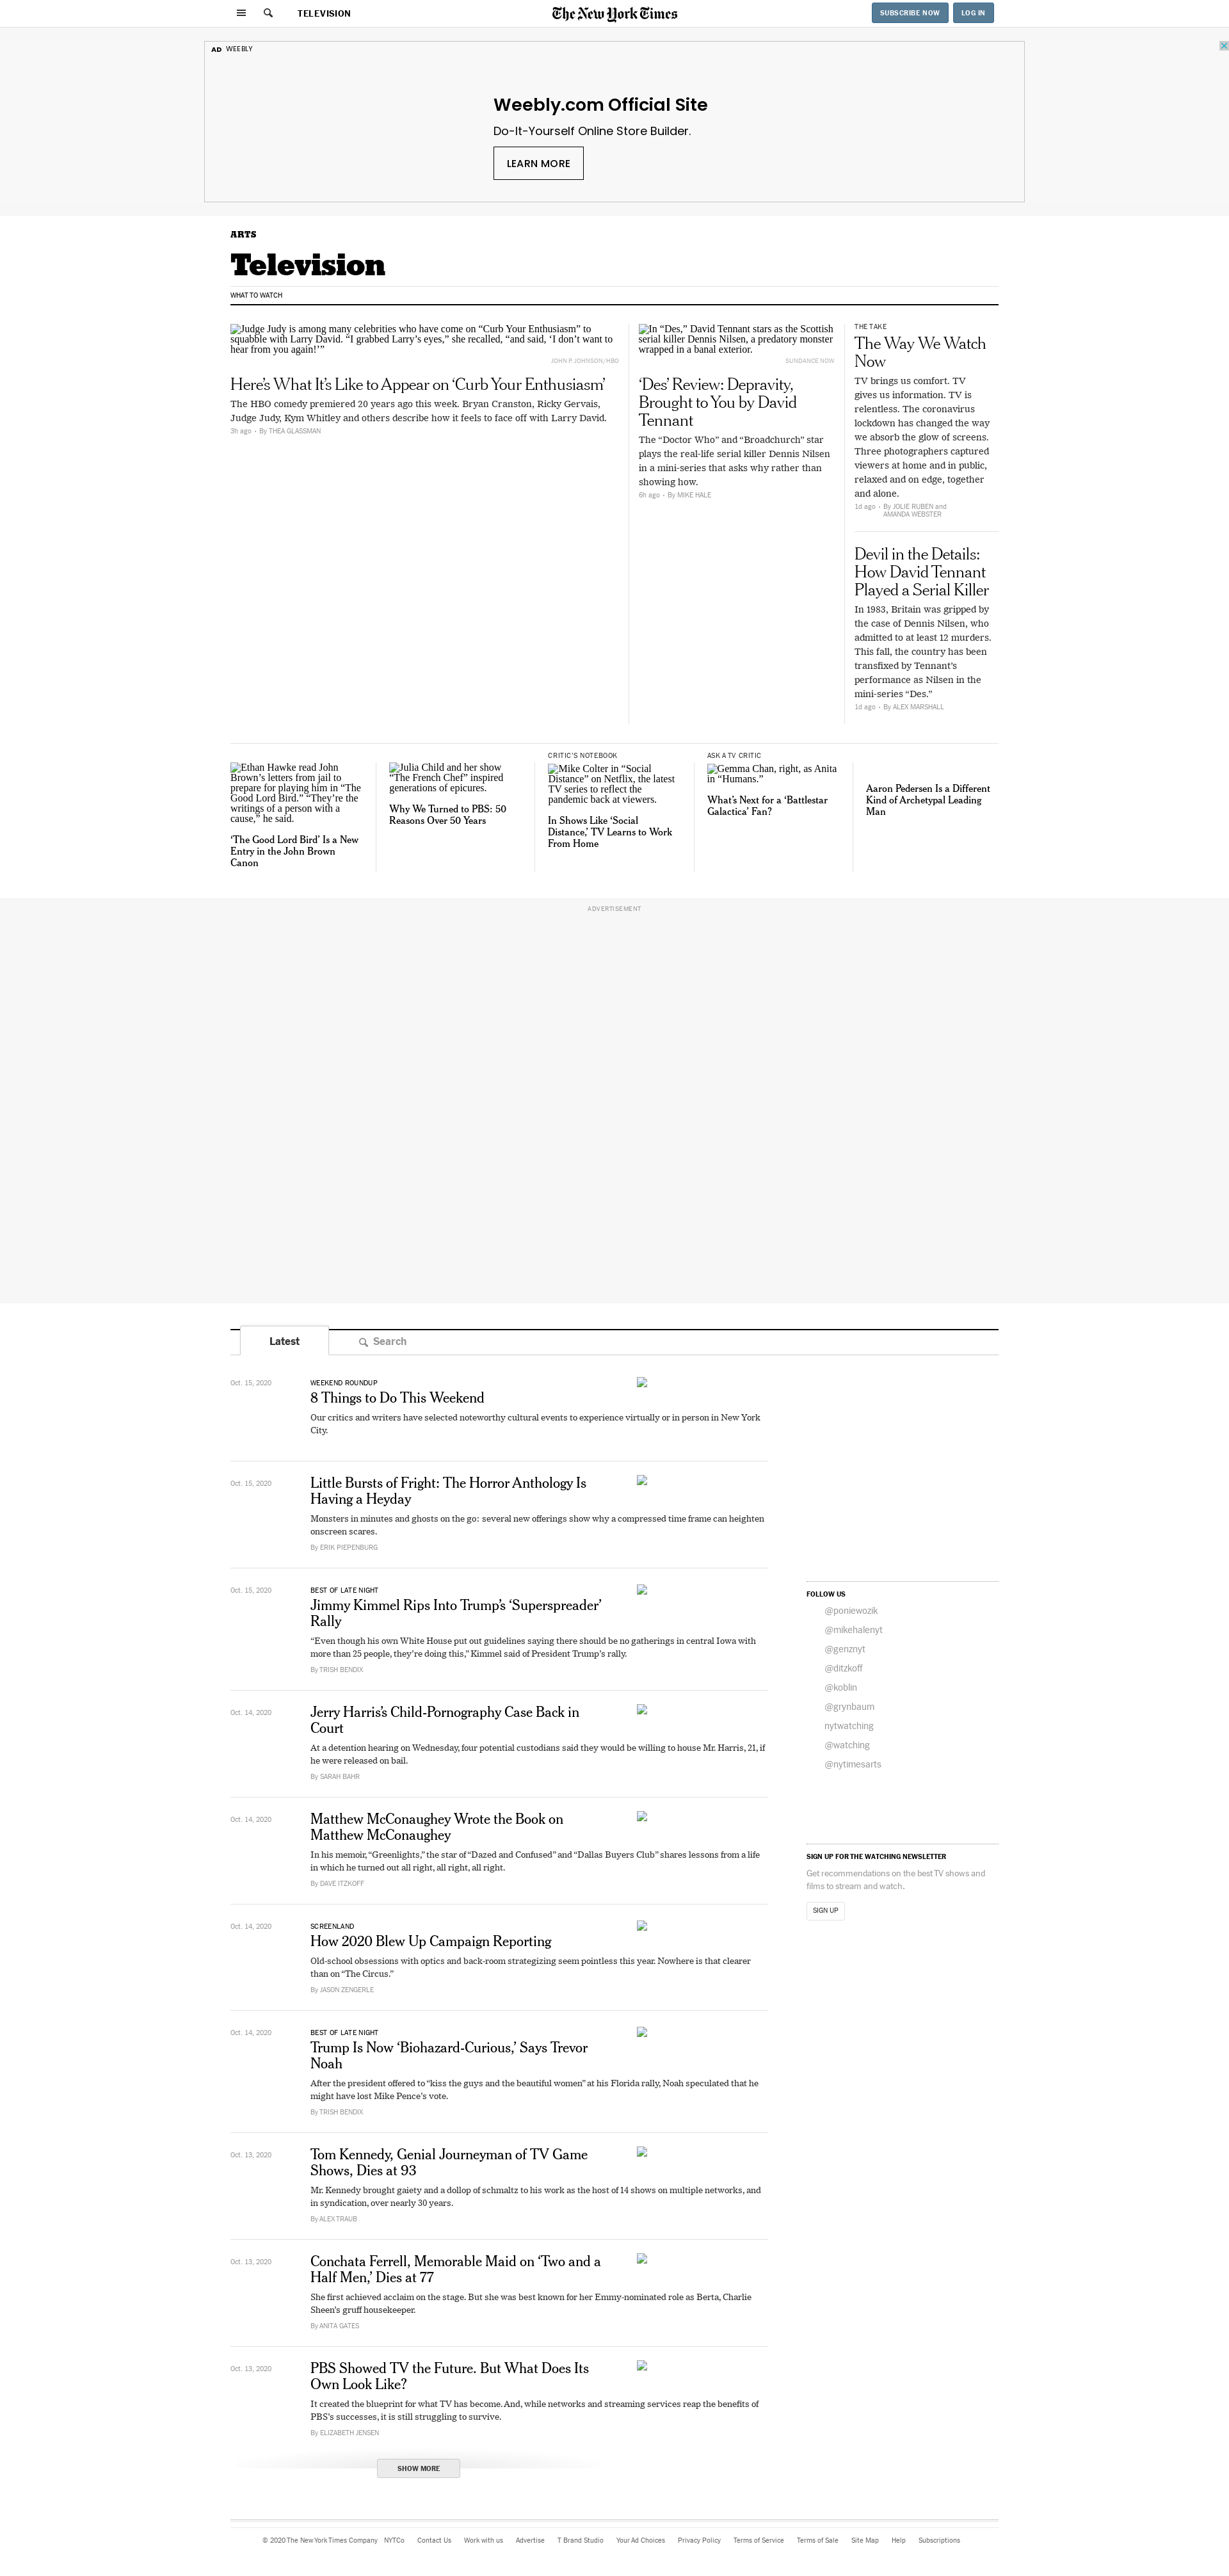 TELEVISION
The New York Times
SUBSCRIBE NOW
LOG IN
AD WEEBLY
Weebly.com Official Site
Do-It-Yourself Online Store Builder.
LEARN MORE
ARTS
Television
WHAT TO WATCH
Judge Judy is among many celebrities who have come on “Curb Your Enthusiasm” to
squabble with Larry David. “I grabbed Larry’s eyes,” she recalled, “and said, ‘I don’t want to
hear from you again!’”
JOHN P. JOHNSON/HBO
Here’s What It’s Like to Appear on ‘Curb Your Enthusiasm’
The HBO comedy premiered 20 years ago this week. Bryan Cranston, Ricky Gervais,
Judge Judy, Kym Whitley and others describe how it feels to face off with Larry David.
3h ago • By THEA GLASSMAN
In “Des,” David Tennant stars as the Scottish
serial killer Dennis Nilsen, a predatory monster
wrapped in a banal exterior.
SUNDANCE NOW
‘Des’ Review: Depravity,
Brought to You by David
Tennant
The “Doctor Who” and “Broadchurch” star
plays the real-life serial killer Dennis Nilsen
in a mini-series that asks why rather than
showing how.
6h ago • By MIKE HALE
THE TAKE
The Way We Watch
Now
TV brings us comfort. TV
gives us information. TV is
relentless. The coronavirus
lockdown has changed the way
we absorb the glow of screens.
Three photographers captured
viewers at home and in public,
relaxed and on edge, together
and alone.
1d ago • By JOLIE RUBEN and
AMANDA WEBSTER
Devil in the Details:
How David Tennant
Played a Serial Killer
In 1983, Britain was gripped by
the case of Dennis Nilsen, who
admitted to at least 12 murders.
This fall, the country has been
transfixed by Tennant’s
performance as Nilsen in the
mini-series “Des.”
1d ago • By ALEX MARSHALL
Ethan Hawke read John
Brown’s letters from jail to
prepare for playing him in “The
Good Lord Bird.” “They’re the
writings of a person with a
cause,” he said.
‘The Good Lord Bird’ Is a New
Entry in the John Brown
Canon
Julia Child and her show
“The French Chef” inspired
generations of epicures.
Why We Turned to PBS: 50
Reasons Over 50 Years
CRITIC’S NOTEBOOK
Mike Colter in “Social
Distance” on Netflix, the latest
TV series to reflect the
pandemic back at viewers.
In Shows Like ‘Social
Distance,’ TV Learns to Work
From Home
ASK A TV CRITIC
Gemma Chan, right, as Anita
in “Humans.”
What’s Next for a ‘Battlestar
Galactica’ Fan?
Aaron Pedersen Is a Different
Kind of Archetypal Leading
Man
ADVERTISEMENT
Latest
Search
Oct. 15, 2020
WEEKEND ROUNDUP
8 Things to Do This Weekend
Our critics and writers have selected noteworthy cultural events to experience virtually or in person in New York
City.
Oct. 15, 2020
Little Bursts of Fright: The Horror Anthology Is
Having a Heyday
Monsters in minutes and ghosts on the go: several new offerings show why a compressed time frame can heighten
onscreen scares.
By ERIK PIEPENBURG
Oct. 15, 2020
BEST OF LATE NIGHT
Jimmy Kimmel Rips Into Trump’s ‘Superspreader’
Rally
“Even though his own White House put out guidelines saying there should be no gatherings in central Iowa with
more than 25 people, they’re doing this,” Kimmel said of President Trump’s rally.
By TRISH BENDIX
Oct. 14, 2020
Jerry Harris’s Child-Pornography Case Back in
Court
At a detention hearing on Wednesday, four potential custodians said they would be willing to house Mr. Harris, 21, if
he were released on bail.
By SARAH BAHR
Oct. 14, 2020
Matthew McConaughey Wrote the Book on
Matthew McConaughey
In his memoir, “Greenlights,” the star of “Dazed and Confused” and “Dallas Buyers Club” shares lessons from a life
in which he turned out all right, all right, all right.
By DAVE ITZKOFF
Oct. 14, 2020
SCREENLAND
How 2020 Blew Up Campaign Reporting
Old-school obsessions with optics and back-room strategizing seem pointless this year. Nowhere is that clearer
than on “The Circus.”
By JASON ZENGERLE
Oct. 14, 2020
BEST OF LATE NIGHT
Trump Is Now ‘Biohazard-Curious,’ Says Trevor
Noah
After the president offered to “kiss the guys and the beautiful women” at his Florida rally, Noah speculated that he
might have lost Mike Pence’s vote.
By TRISH BENDIX
Oct. 13, 2020
Tom Kennedy, Genial Journeyman of TV Game
Shows, Dies at 93
Mr. Kennedy brought gaiety and a dollop of schmaltz to his work as the host of 14 shows on multiple networks, and
in syndication, over nearly 30 years.
By ALEX TRAUB
Oct. 13, 2020
Conchata Ferrell, Memorable Maid on ‘Two and a
Half Men,’ Dies at 77
She first achieved acclaim on the stage. But she was best known for her Emmy-nominated role as Berta, Charlie
Sheen’s gruff housekeeper.
By ANITA GATES
Oct. 13, 2020
PBS Showed TV the Future. But What Does Its
Own Look Like?
It created the blueprint for what TV has become. And, while networks and streaming services reap the benefits of
PBS’s successes, it is still struggling to survive.
By ELIZABETH JENSEN
SHOW MORE
FOLLOW US
@poniewozik
@mikehalenyt
@genznyt
@ditzkoff
@koblin
@grynbaum
nytwatching
@watching
@nytimesarts
SIGN UP FOR THE WATCHING NEWSLETTER
Get recommendations on the best TV shows and
films to stream and watch.
SIGN UP
© 2020 The New York Times Company NYTCo Contact Us Work with us Advertise T Brand Studio Your Ad Choices Privacy Policy Terms of Service Terms of Sale Site Map Help Subscriptions